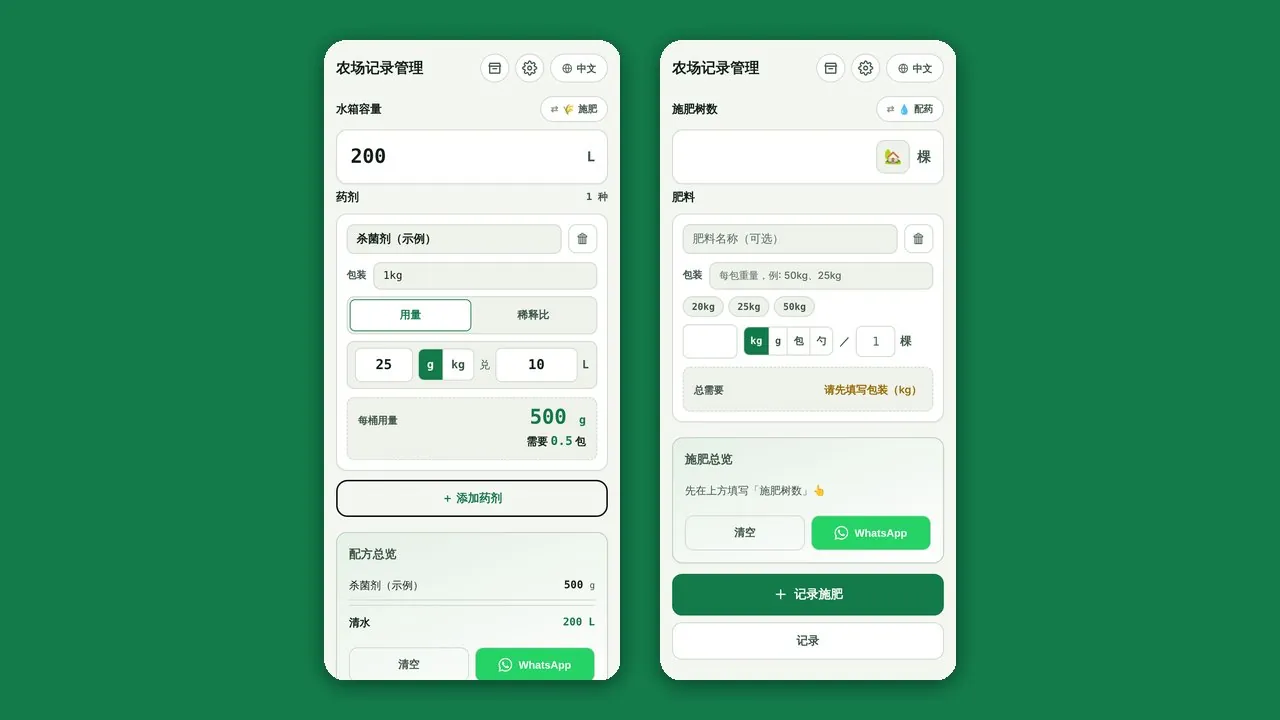 农场记录管理
中文
水箱容量
施肥
200 L
药剂
1 种
杀菌剂（示例）
包装
1kg
用量
稀释比
25 g kg 兑 10 L
每桶用量
500 g
需要 0.5 包
+ 添加药剂
配方总览
杀菌剂（示例）
500 g
清水
200 L
清空
WhatsApp
农场记录管理
中文
施肥树数
配药
棵
肥料
肥料名称（可选）
包装
每包重量，例: 50kg、25kg
20kg 25kg 50kg
kg g 包 勺 / 1 棵
总需要
请先填写包装（kg）
施肥总览
先在上方填写「施肥树数」👆
清空
WhatsApp
+ 记录施肥
记录